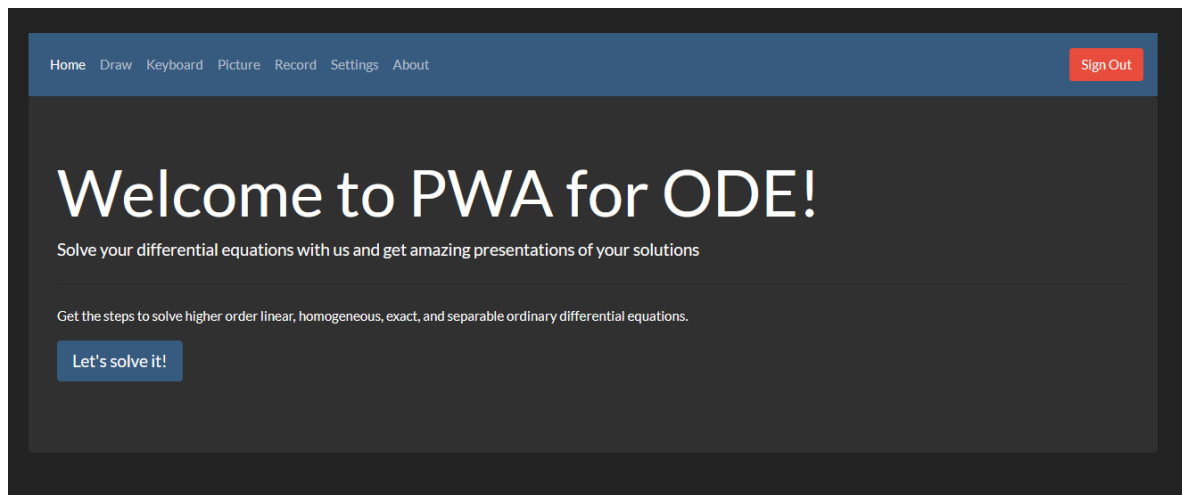 Home Draw Keyboard Picture Record Settings About Sign Out
Welcome to PWA for ODE!
Solve your differential equations with us and get amazing presentations of your solutions
Get the steps to solve higher order linear, homogeneous, exact, and separable ordinary differential equations.
Let's solve it!